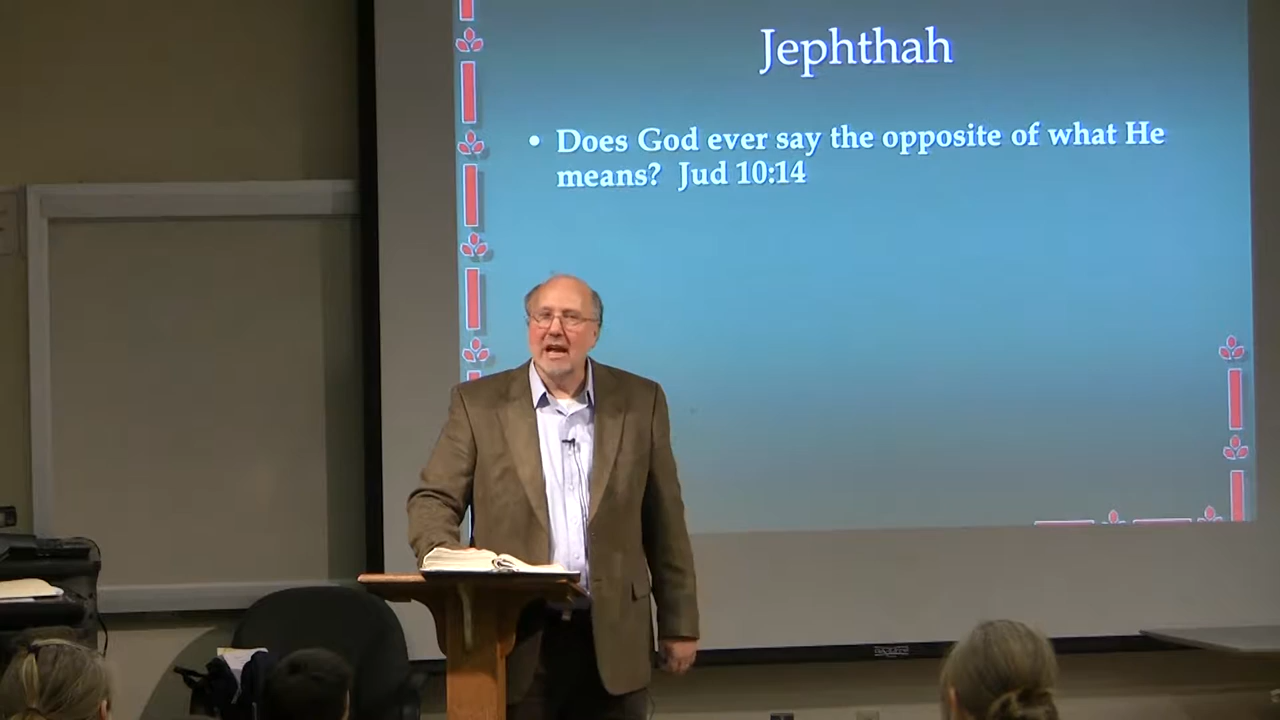 Jephthah
• Does God ever say the opposite of what He
means? Jud 10:14